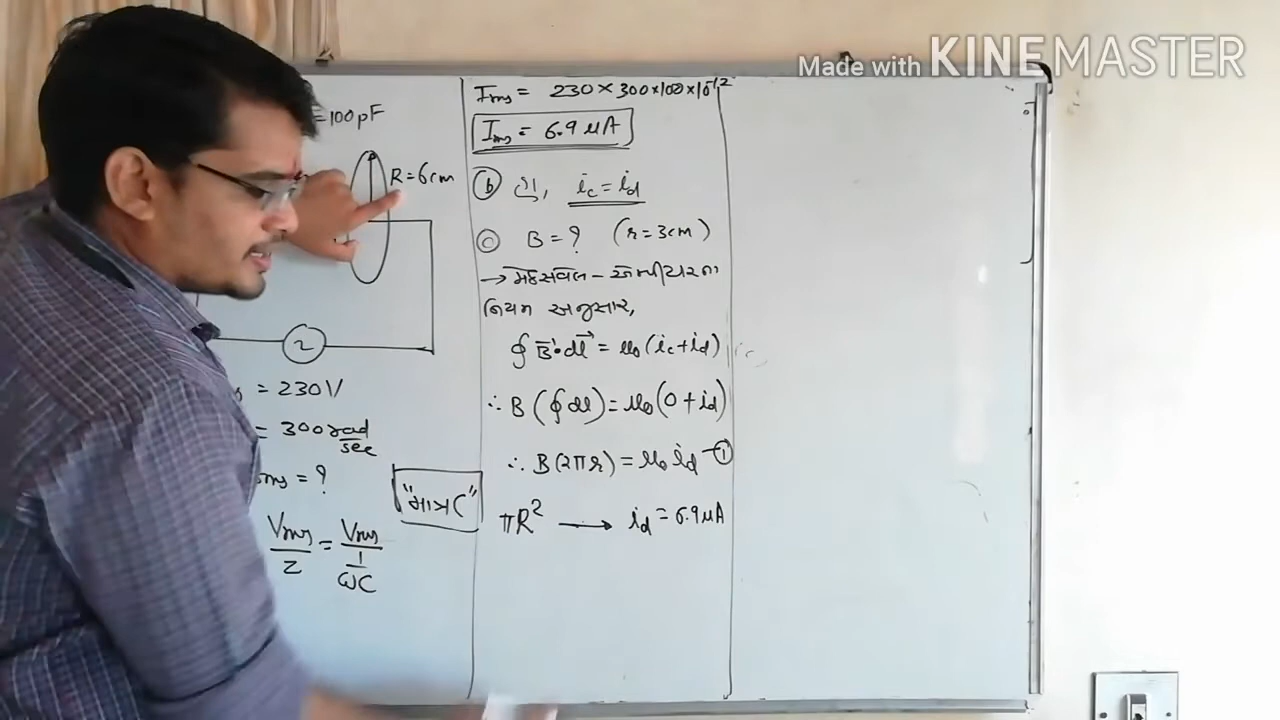 Made with KINEMASTER
=100pF
R=6cm
~
= 230V
= 300 rad/sec
rms = ?
Vrms/Z = Vrms/(1/ωC)
"માત્ર C"
Irms = 230×300×100×10⁻¹²
Irms = 6.9 μA
(b) હા, ic = id
(c) B = ? (r=3cm)
→ મેક્સવેલ - એમ્પીયરના
નિયમ અનુસાર,
∮ B⃗·dl⃗ = μ₀(ic+id)
∴ B(∮dl) = μ₀(0+id)
∴ B(2πr) = μ₀ id —①
πR² ⟶ id = 6.9μA